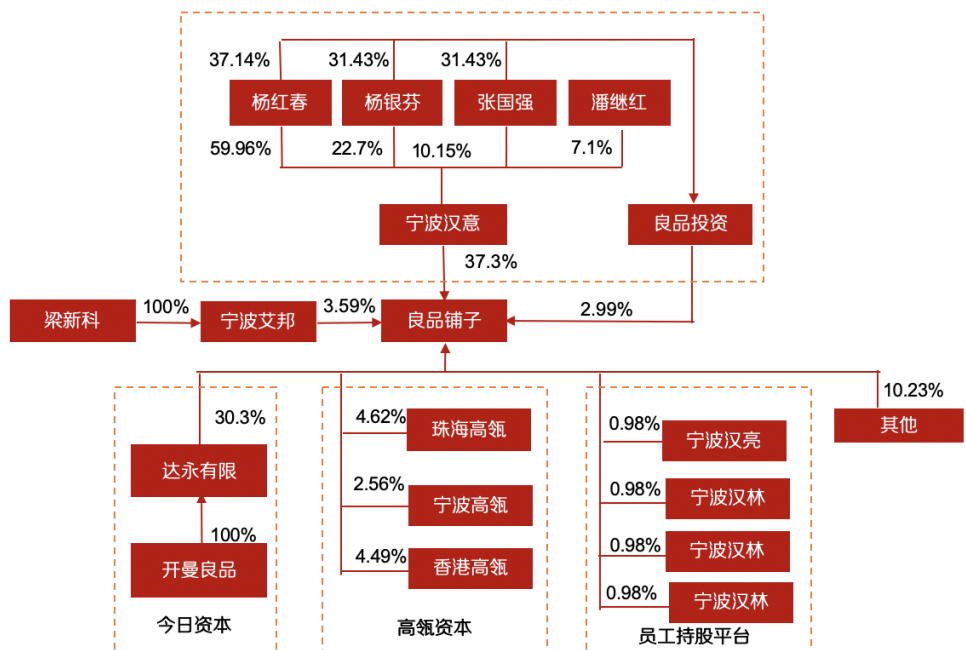 37.14%
31.43%
31.43%
杨红春
杨银芬
张国强
潘继红
59.96%
22.7%
10.15%
7.1%
宁波汉意
良品投资
37.3%
梁新科
100%
宁波艾邦
3.59%
良品铺子
2.99%
30.3%
达永有限
100%
开曼良品
今日资本
4.62%
珠海高瓴
2.56%
宁波高瓴
4.49%
香港高瓴
高瓴资本
0.98%
宁波汉亮
0.98%
宁波汉林
0.98%
宁波汉林
0.98%
宁波汉林
员工持股平台
10.23%
其他